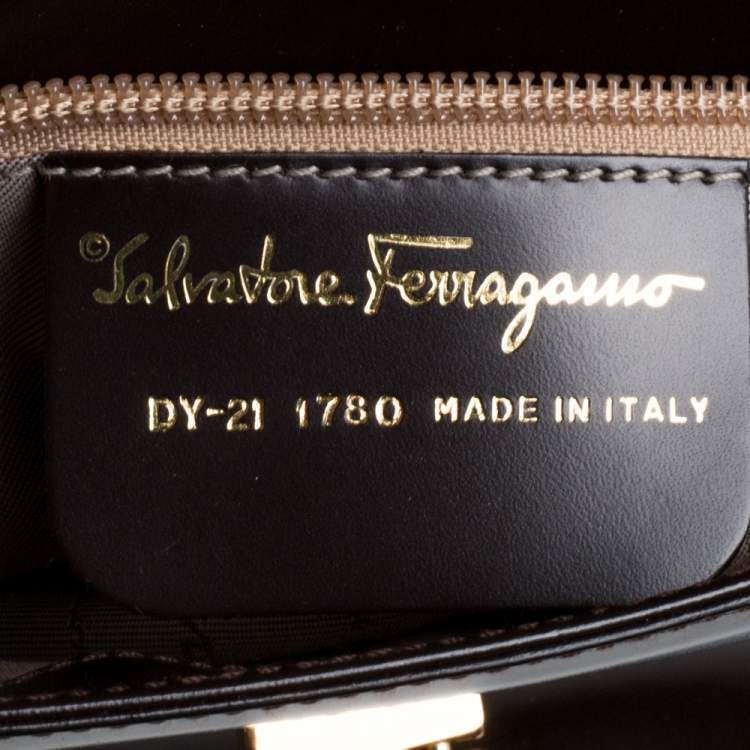 © Salvatore Ferragamo
DY-21 1780 MADE IN ITALY